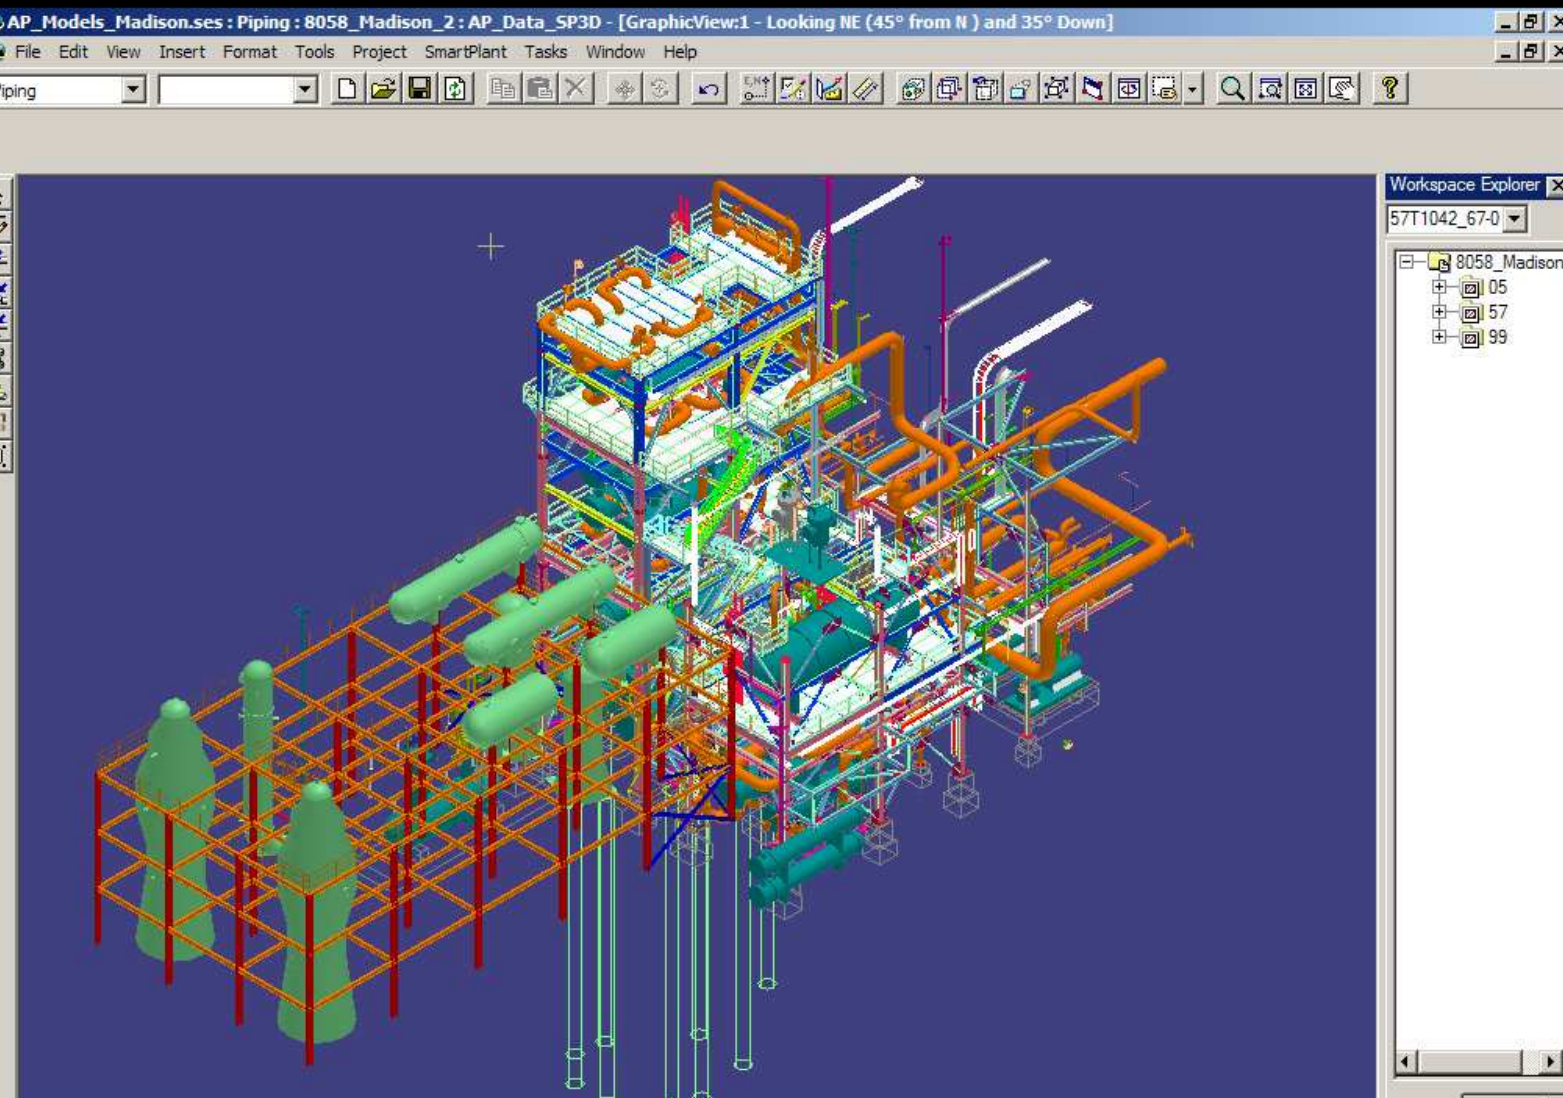 AP_Models_Madison.ses : Piping : 8058_Madison_2 : AP_Data_SP3D - [GraphicView:1 - Looking NE (45° from N ) and 35° Down]
File Edit View Insert Format Tools Project SmartPlant Tasks Window Help
iping
Workspace Explorer
57T1042_67-0
8058_Madison
05
57
99